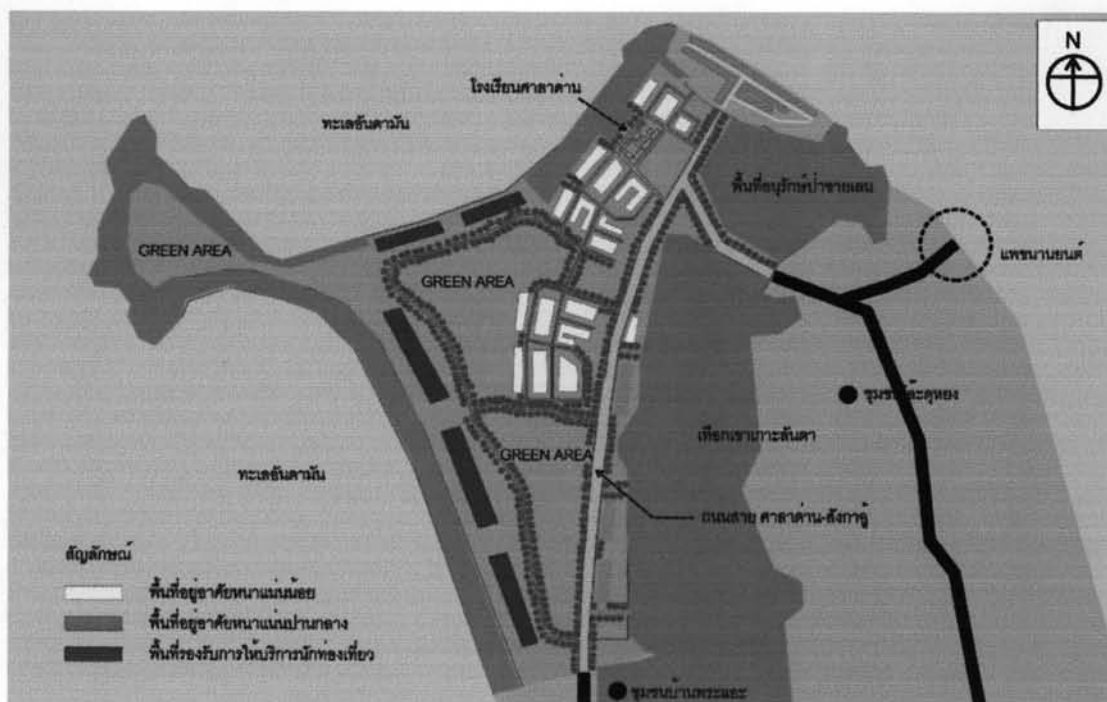 N
โรงเรียนศาลาด่าน
ทะเลอันดามัน
พื้นที่อนุรักษ์ป่าชายเลน
GREEN AREA
แพขนานยนต์
GREEN AREA
เทือกเขาเกาะลันตา
GREEN AREA
ทะเลอันดามัน
ถนนสาย ศาลาด่าน-สังกาอู้
สัญลักษณ์
พื้นที่อยู่อาศัยหนาแน่นน้อย
พื้นที่อยู่อาศัยหนาแน่นปานกลาง
พื้นที่รองรับการให้บริการนักท่องเที่ยว
ชุมชนบ้านพระแอะ